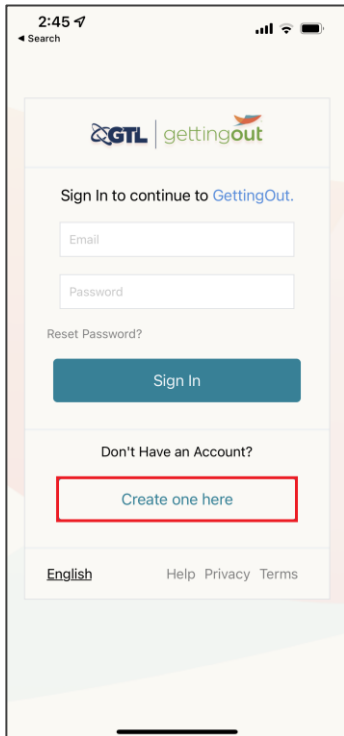 2:45
Search
GTL gettingout
Sign In to continue to GettingOut.
Email
Password
Reset Password?
Sign In
Don't Have an Account?
Create one here
English Help Privacy Terms